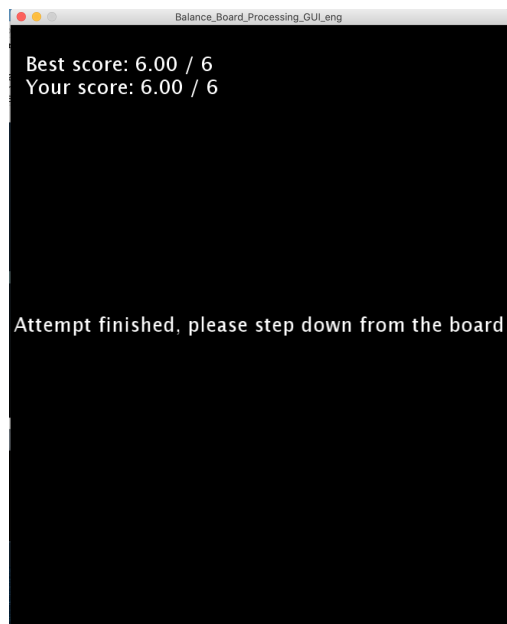 Balance_Board_Processing_GUI_eng
Best score: 6.00 / 6
Your score: 6.00 / 6
Attempt finished, please step down from the board